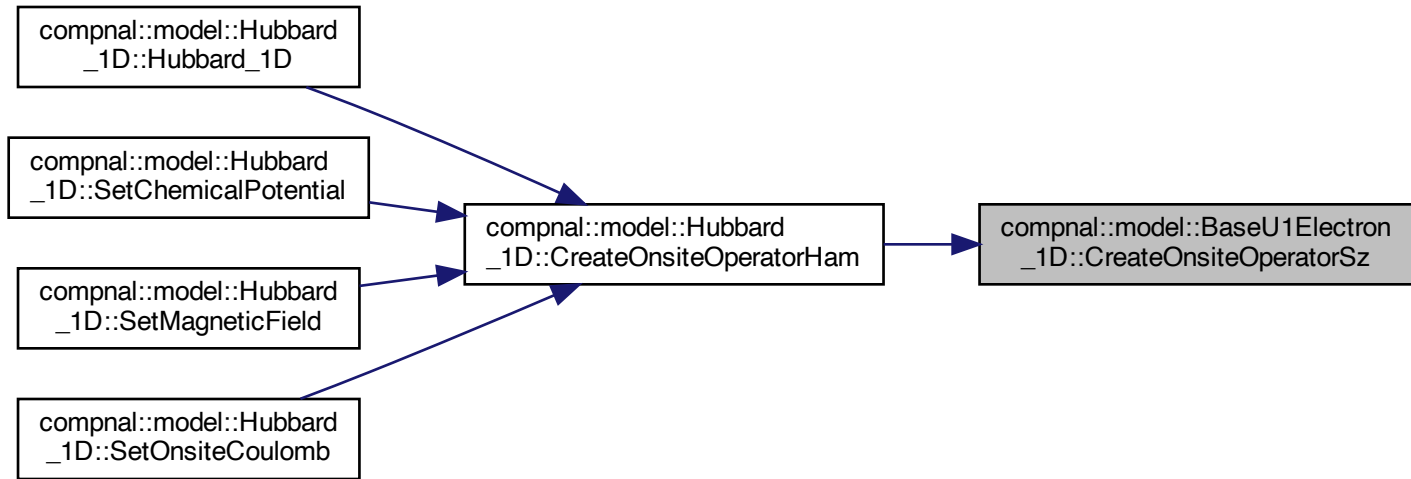 compnal::model::Hubbard
_1D::Hubbard_1D
compnal::model::Hubbard
_1D::SetChemicalPotential
compnal::model::Hubbard
_1D::SetMagneticField
compnal::model::Hubbard
_1D::SetOnsiteCoulomb
compnal::model::Hubbard
_1D::CreateOnsiteOperatorHam
compnal::model::BaseU1Electron
_1D::CreateOnsiteOperatorSz